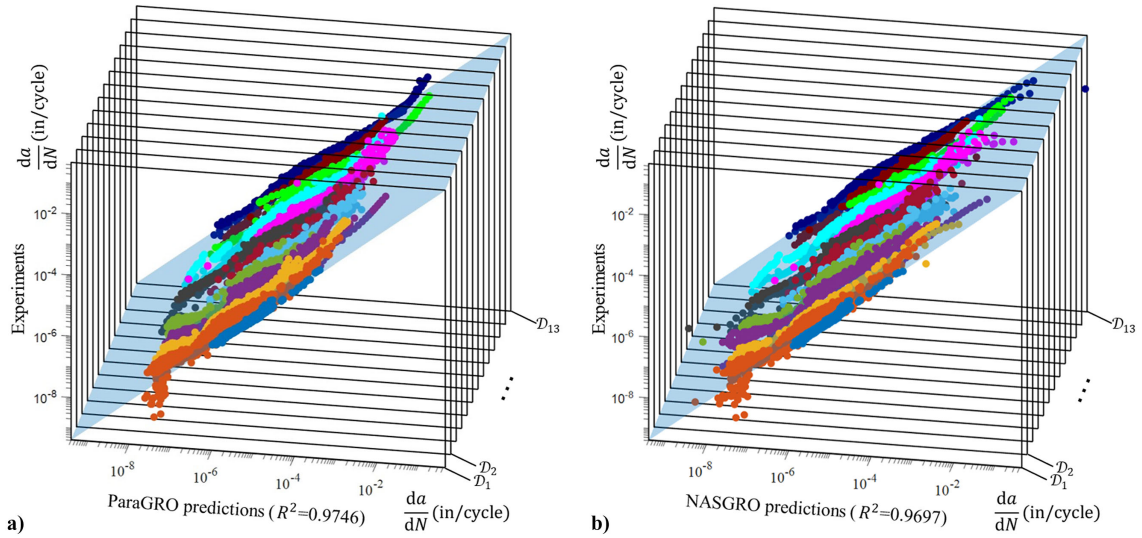 da/dN (in/cycle)
Experiments
10^-2
10^-4
10^-6
10^-8
10^-8
10^-6
10^-4
10^-2
𝒟13
⋮
𝒟2
𝒟1
ParaGRO predictions (R²=0.9746)
da/dN (in/cycle)
a)
da/dN (in/cycle)
Experiments
10^-2
10^-4
10^-6
10^-8
10^-8
10^-6
10^-4
10^-2
𝒟13
⋮
𝒟2
𝒟1
NASGRO predictions (R²=0.9697)
da/dN (in/cycle)
b)